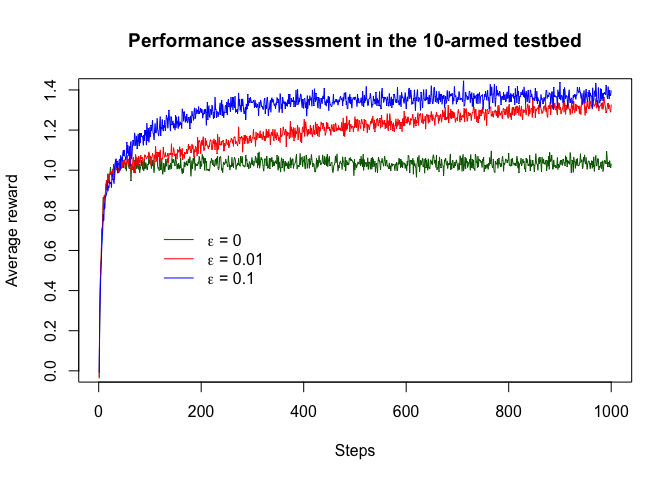 Performance assessment in the 10-armed testbed
Average reward
1.4
1.2
1.0
0.8
0.6
0.4
0.2
0.0
ε = 0
ε = 0.01
ε = 0.1
0 200 400 600 800 1000
Steps